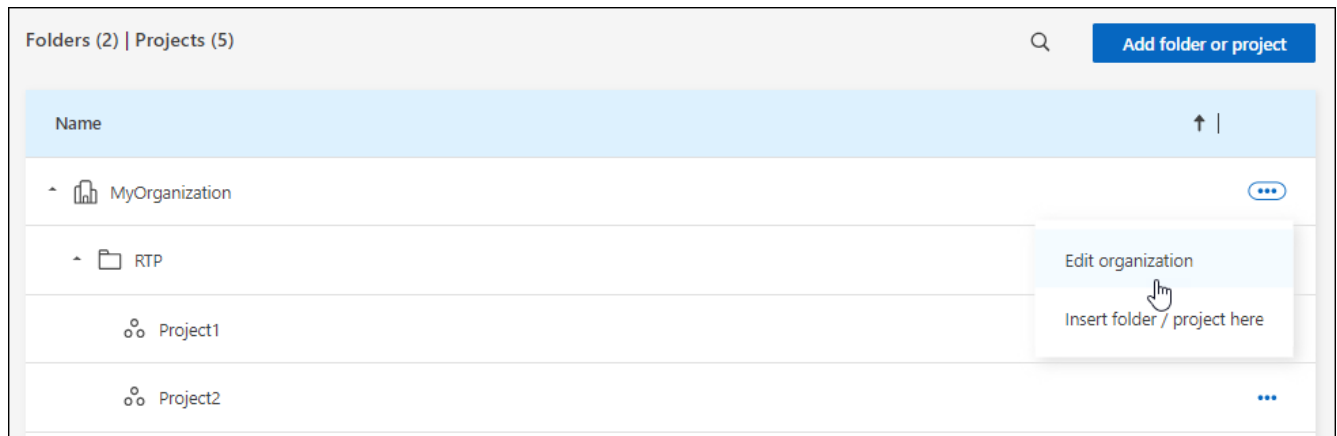 Folders (2) | Projects (5)
Add folder or project
Name
MyOrganization
RTP
Edit organization
Insert folder / project here
Project1
Project2